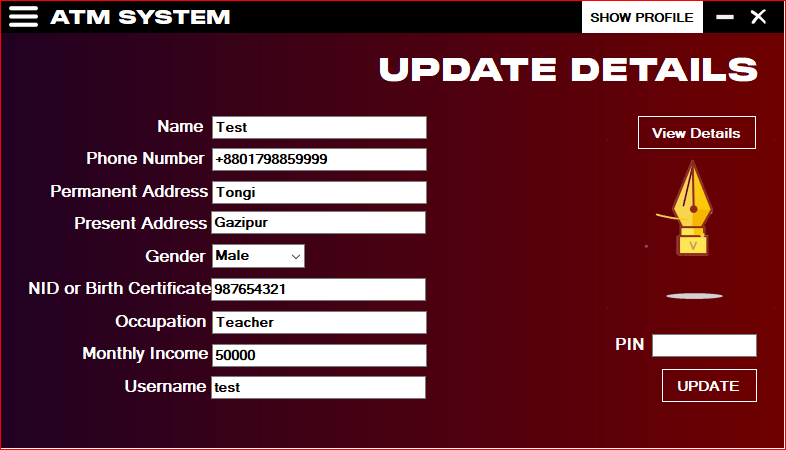 ATM SYSTEM SHOW PROFILE
UPDATE DETAILS
Name Test
View Details
Phone Number +8801798859999
Permanent Address Tongi
Present Address Gazipur
Gender Male
NID or Birth Certificate 987654321
Occupation Teacher
PIN
Monthly Income 50000
Username test
UPDATE